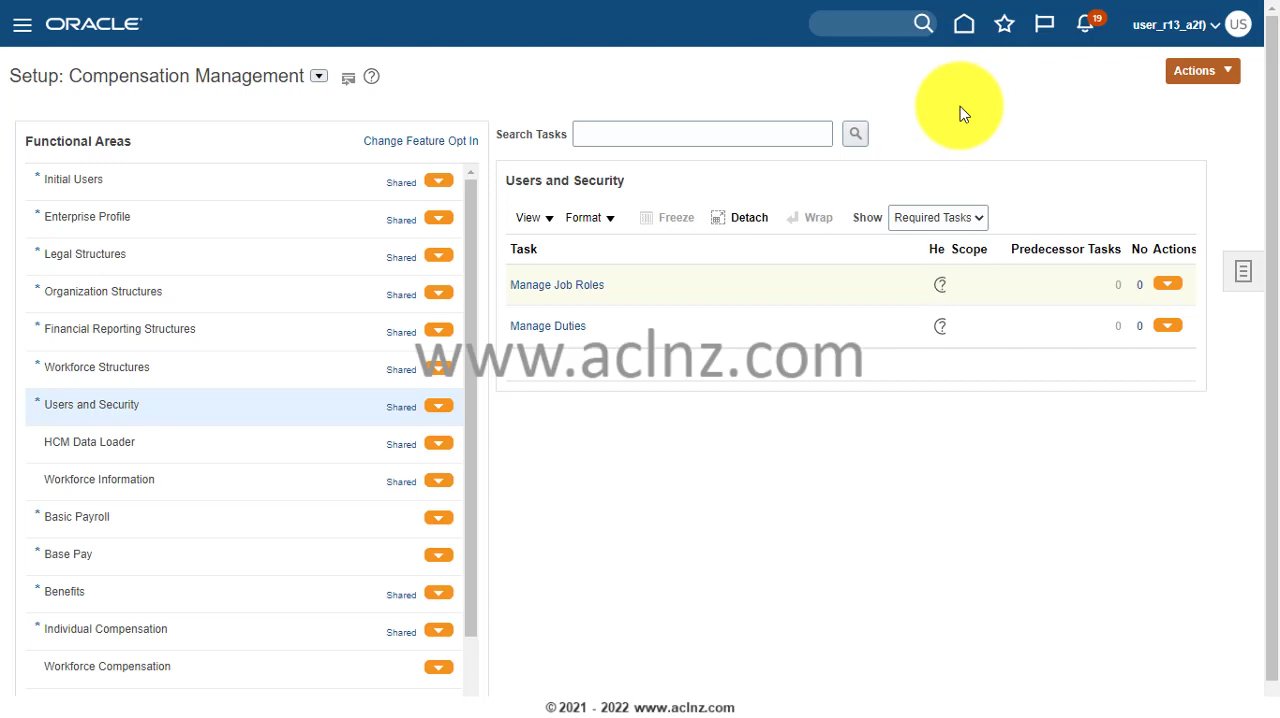 ORACLE
19
user_r13_a2f)
US
Setup: Compensation Management
Actions
Functional Areas
Change Feature Opt In
* Initial Users Shared
* Enterprise Profile Shared
* Legal Structures Shared
* Organization Structures Shared
* Financial Reporting Structures Shared
* Workforce Structures Shared
* Users and Security Shared
HCM Data Loader Shared
Workforce Information Shared
* Basic Payroll
* Base Pay
* Benefits Shared
* Individual Compensation Shared
Workforce Compensation
Search Tasks
Users and Security
View Format Freeze Detach Wrap Show Required Tasks
Task He Scope Predecessor Tasks No Actions
Manage Job Roles 0 0
Manage Duties 0 0
www.aclnz.com
© 2021 - 2022 www.aclnz.com